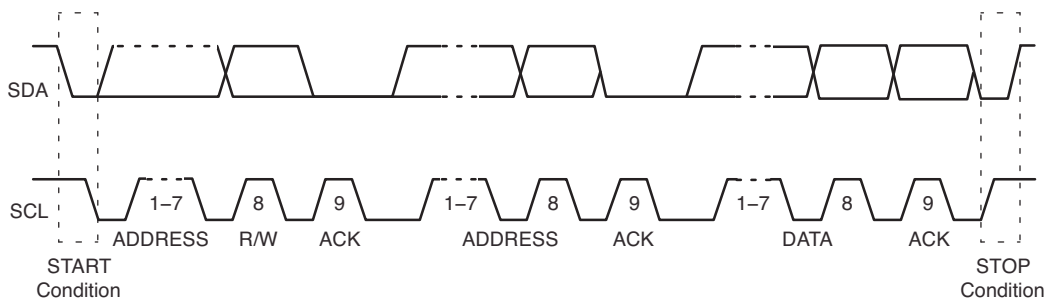 SDA
SCL
1–7 8 9 1–7 8 9 1–7 8 9
ADDRESS R/W ACK ADDRESS ACK DATA ACK
START
Condition
STOP
Condition